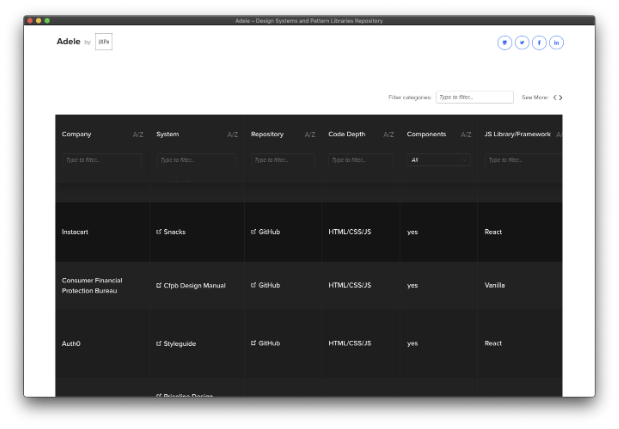 Adele – Design Systems and Pattern Libraries Repository
Adele by UXPin
Filter categories: Type to filter... See More: < >
Company A/Z System A/Z Repository A/Z Code Depth A/Z Components A/Z JS Library/Framework A/
Type to filter... Type to filter... Type to filter... Type to filter... All Type to filter...
Instacart Snacks GitHub HTML/CSS/JS yes React
Consumer Financial
Protection Bureau Cfpb Design Manual GitHub HTML/CSS/JS yes Vanilla
Auth0 Styleguide GitHub HTML/CSS/JS yes React
Priceline Design